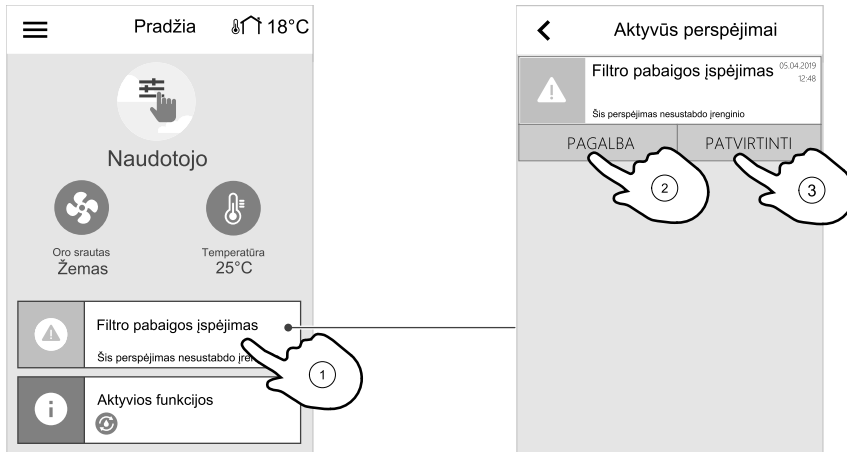 Pradžia
18°C
Naudotojo
Oro srautas
Žemas
Temperatūra
25°C
Filtro pabaigos įspėjimas
Šis perspėjimas nesustabdo įre
1
Aktyvios funkcijos
Aktyvūs perspėjimai
Filtro pabaigos įspėjimas
05.04.2019
12:48
Šis perspėjimas nesustabdo įrenginio
PAGALBA
PATVIRTINTI
2
3